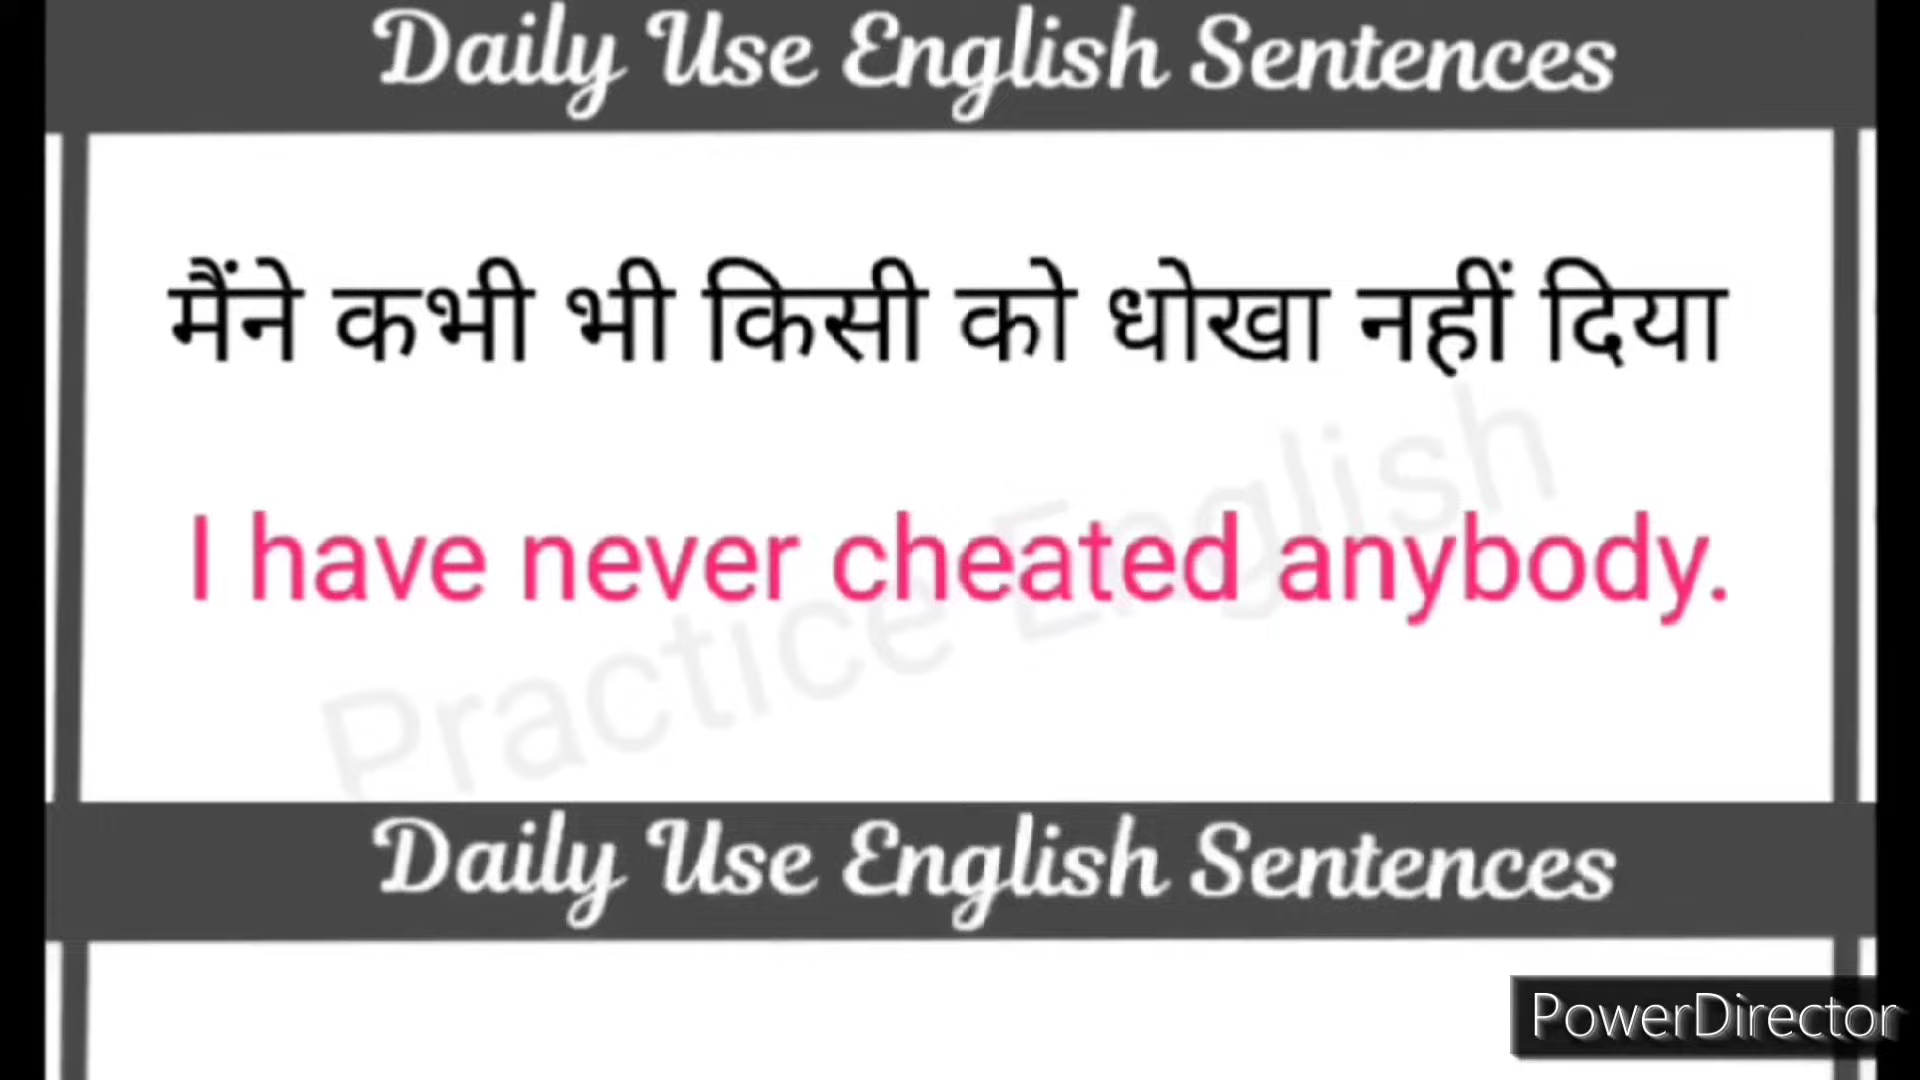 Daily Use English Sentences
मैंने कभी भी किसी को धोखा नहीं दिया
I have never cheated anybody.
Practice English
Daily Use English Sentences
PowerDirector